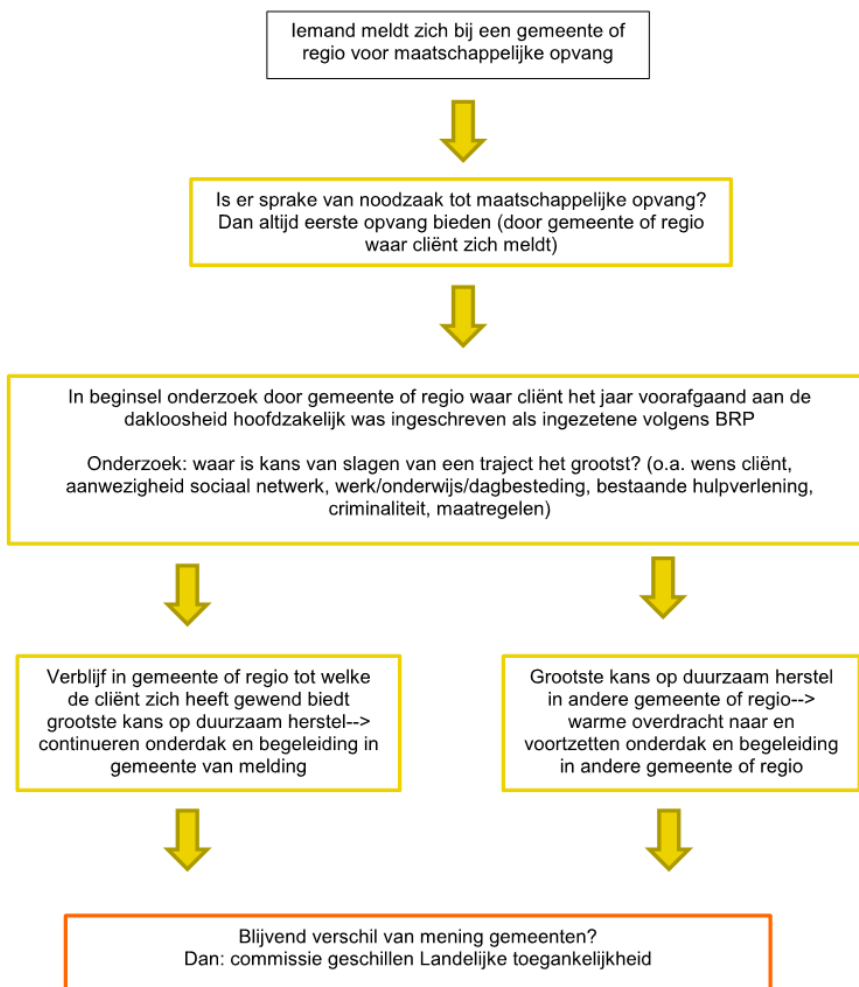 Iemand meldt zich bij een gemeente of
regio voor maatschappelijke opvang
Is er sprake van noodzaak tot maatschappelijke opvang?
Dan altijd eerste opvang bieden (door gemeente of regio
waar cliënt zich meldt)
In beginsel onderzoek door gemeente of regio waar cliënt het jaar voorafgaand aan de
dakloosheid hoofdzakelijk was ingeschreven als ingezetene volgens BRP
Onderzoek: waar is kans van slagen van een traject het grootst? (o.a. wens cliënt,
aanwezigheid sociaal netwerk, werk/onderwijs/dagbesteding, bestaande hulpverlening,
criminaliteit, maatregelen)
Verblijf in gemeente of regio tot welke
de cliënt zich heeft gewend biedt
grootste kans op duurzaam herstel-->
continueren onderdak en begeleiding in
gemeente van melding
Grootste kans op duurzaam herstel
in andere gemeente of regio-->
warme overdracht naar en
voortzetten onderdak en begeleiding
in andere gemeente of regio
Blijvend verschil van mening gemeenten?
Dan: commissie geschillen Landelijke toegankelijkheid